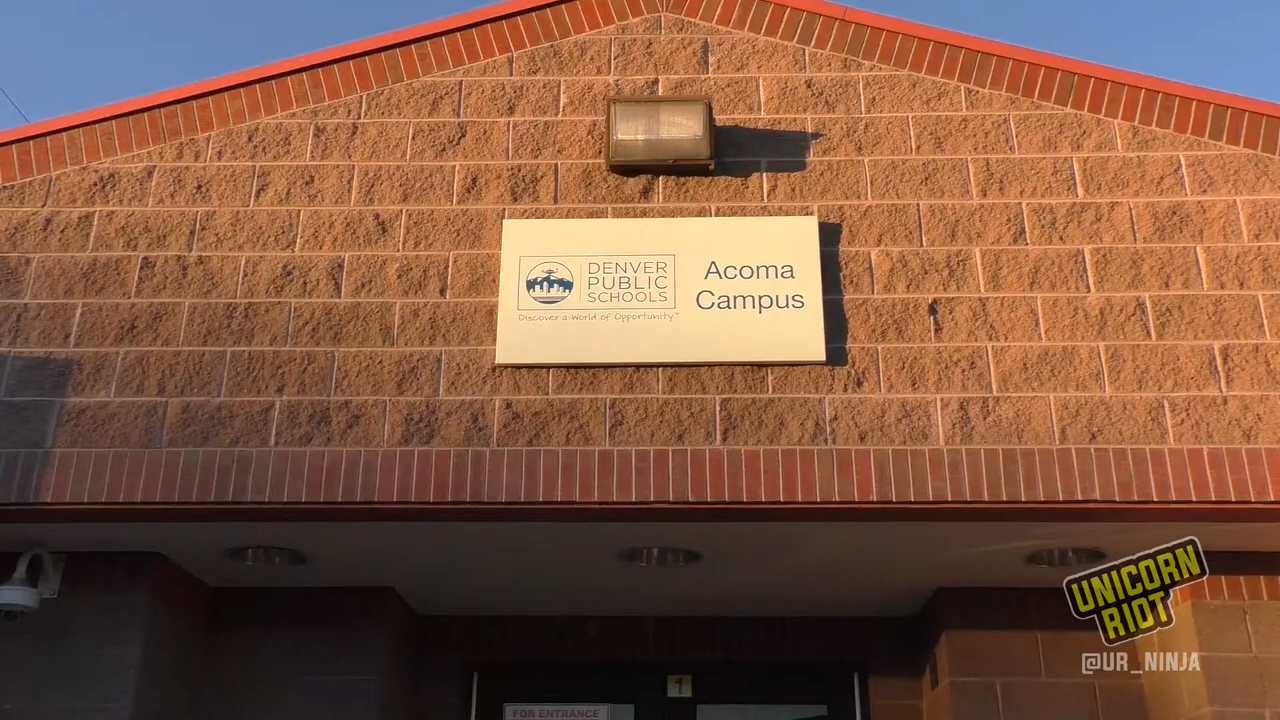 DENVER
PUBLIC
SCHOOLS
Discover a World of Opportunity™
Acoma
Campus
UNICORN
RIOT
@UR_NINJA
1
FOR ENTRANCE